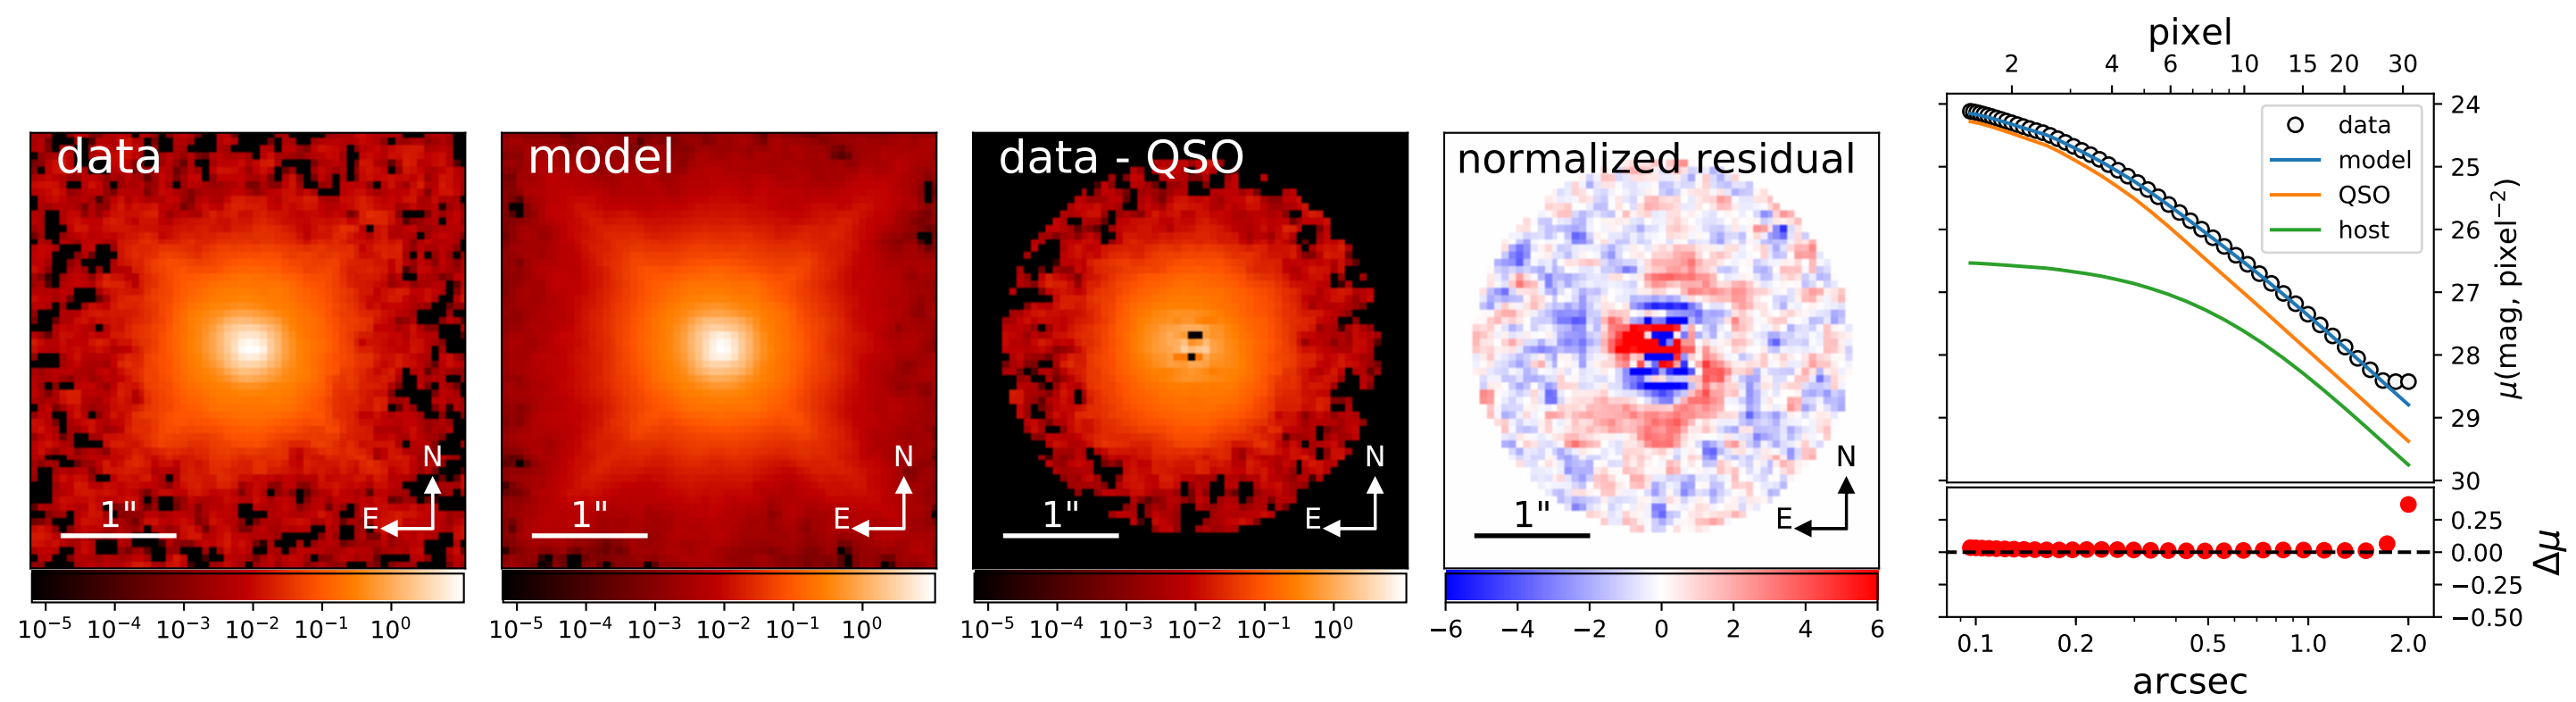 data
N
E
1"
10⁻⁵ 10⁻⁴ 10⁻³ 10⁻² 10⁻¹ 10⁰
model
N
E
1"
10⁻⁵ 10⁻⁴ 10⁻³ 10⁻² 10⁻¹ 10⁰
data - QSO
N
E
1"
10⁻⁵ 10⁻⁴ 10⁻³ 10⁻² 10⁻¹ 10⁰
normalized residual
N
E
1"
−6 −4 −2 0 2 4 6
pixel
2 4 6 10 15 20 30
data
model
QSO
host
24
25
26
27
28
29
30
μ(mag, pixel⁻²)
0.25
0.00
−0.25
−0.50
Δμ
0.1 0.2 0.5 1.0 2.0
arcsec